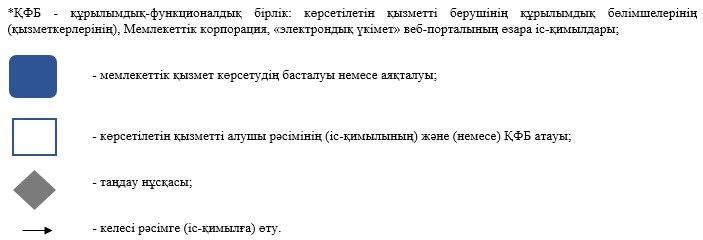 *ҚФБ - құрылымдық-функционалдық бірлік: көрсетілетін қызметті берушінің құрылымдық бөлімшелерінің
(қызметкерлерінің), Мемлекеттік корпорация, «электрондық үкімет» веб-порталының өзара іс-қимылдары;
- мемлекеттік қызмет көрсетудің басталуы немесе аяқталуы;
- көрсетілетін қызметті алушы рәсімінің (іс-қимылының) және (немесе) ҚФБ атауы;
- таңдау нұсқасы;
- келесі рәсімге (іс-қимылға) өту.